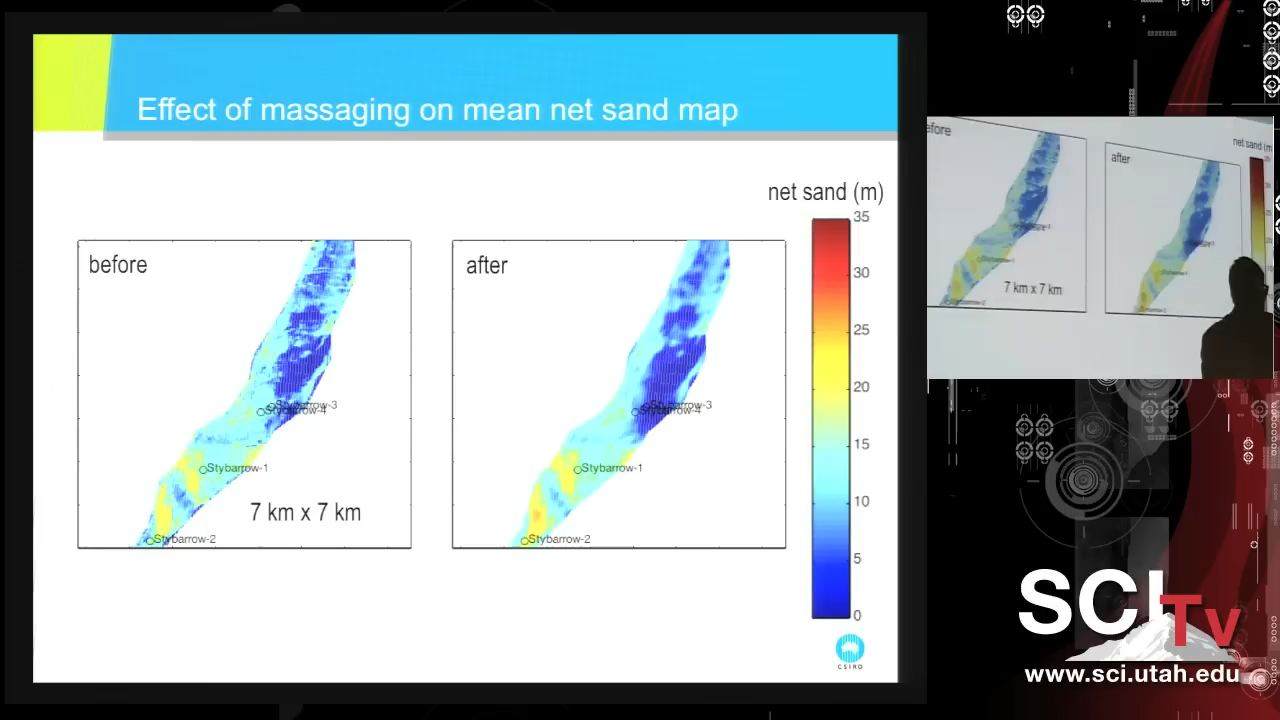 Effect of massaging on mean net sand map
net sand (m)
before
Stybarrow-3
Stybarrow-4
Stybarrow-1
7 km x 7 km
Stybarrow-2
after
Stybarrow-3
Stybarrow-4
Stybarrow-1
Stybarrow-2
35
30
25
20
15
10
5
0
CSIRO
efore
after
net sand (m
7 km x 7 km
SCI
Tv
www.sci.utah.edu